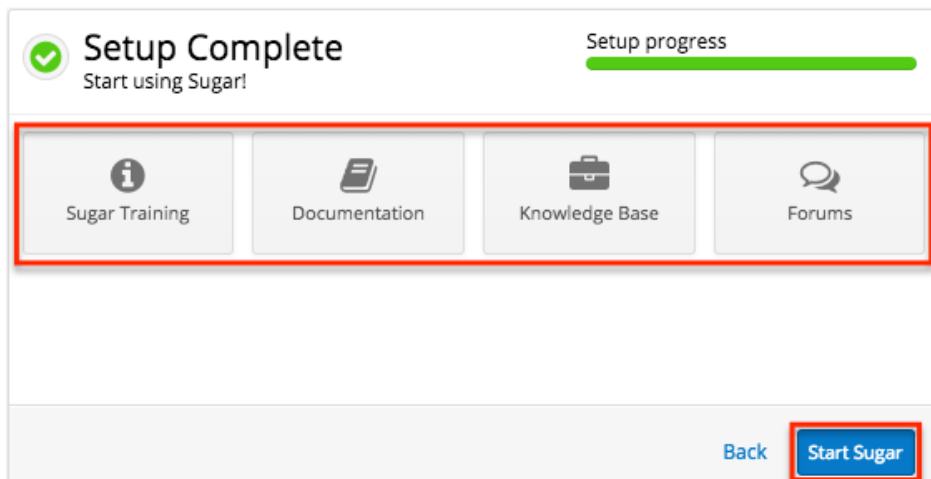 Setup Complete
Start using Sugar!
Setup progress
Sugar Training
Documentation
Knowledge Base
Forums
Back
Start Sugar